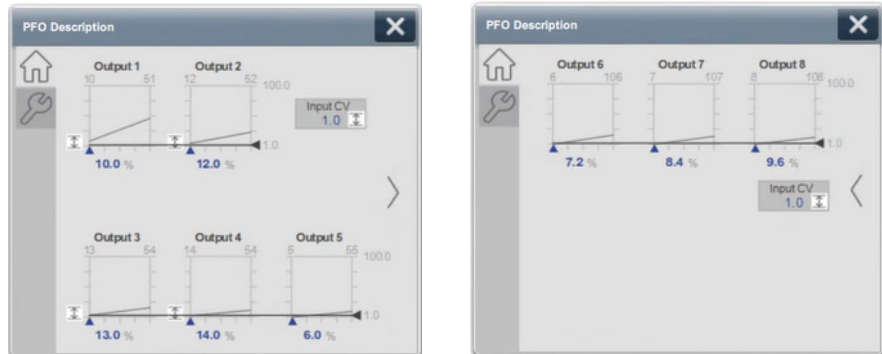 PFO Description
Output 1
Output 2
10 51
12 52
100.0
Input CV
1.0
1.0
10.0 %
12.0 %
Output 3
Output 4
Output 5
13 54
14 54
5 55
100.0
1.0
13.0 %
14.0 %
6.0 %
PFO Description
Output 6
Output 7
Output 8
6 106
7 107
8 108
100.0
1.0
7.2 %
8.4 %
9.6 %
Input CV
1.0